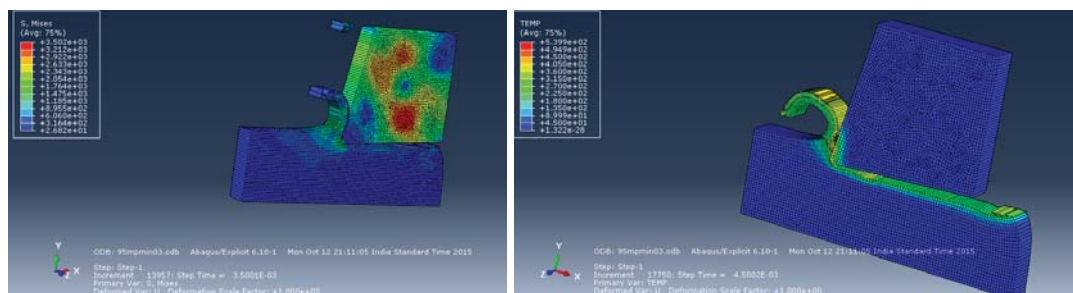 S, Mises
(Avg: 75%)
+3.502e+03
+3.212e+03
+2.922e+03
+2.633e+03
+2.343e+03
+2.054e+03
+1.764e+03
+1.475e+03
+1.185e+03
+8.955e+02
+6.060e+02
+3.164e+02
+2.682e+01
Y
Z X
ODB: 95mpmin03.odb Abaqus/Explicit 6.10-1 Mon Oct 12 21:11:05 India Standard Time 2015
Step: Step-1
Increment 13957: Step Time = 3.5001E-03
Primary Var: S, Mises
Deformed Var: U Deformation Scale Factor: +1.000e+00
TEMP
(Avg: 75%)
+5.399e+02
+4.949e+02
+4.500e+02
+4.050e+02
+3.600e+02
+3.150e+02
+2.700e+02
+2.250e+02
+1.800e+02
+1.350e+02
+8.999e+01
+4.500e+01
+1.322e-28
Y
Z X
ODB: 95mpmin03.odb Abaqus/Explicit 6.10-1 Mon Oct 12 21:11:05 India Standard Time 2015
Step: Step-1
Increment 17750: Step Time = 4.5002E-03
Primary Var: TEMP
Deformed Var: U Deformation Scale Factor: +1.000e+00